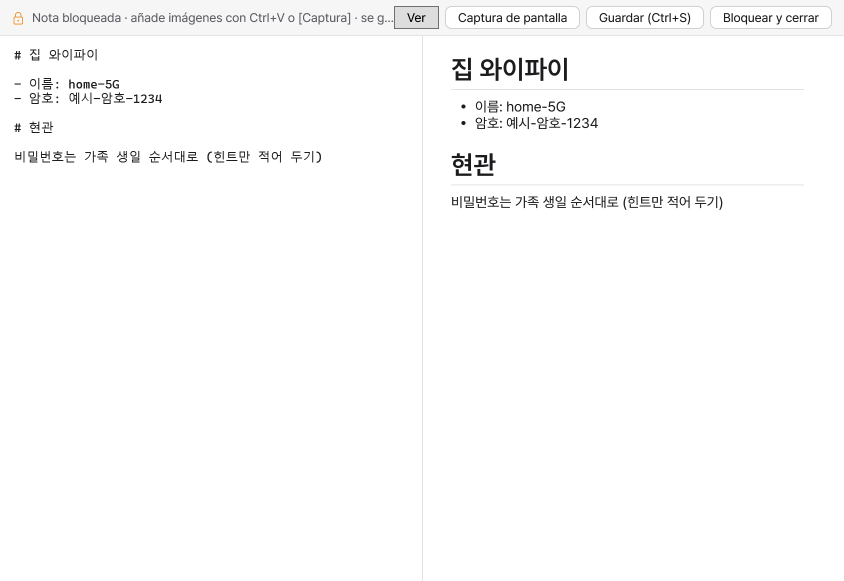 Nota bloqueada · añade imágenes con Ctrl+V o [Captura] · se g...
Ver
Captura de pantalla
Guardar (Ctrl+S)
Bloquear y cerrar
# 집 와이파이
- 이름: home-5G
- 암호: 예시-암호-1234
# 현관
비밀번호는 가족 생일 순서대로 (힌트만 적어 두기)
집 와이파이
• 이름: home-5G
• 암호: 예시-암호-1234
현관
비밀번호는 가족 생일 순서대로 (힌트만 적어 두기)